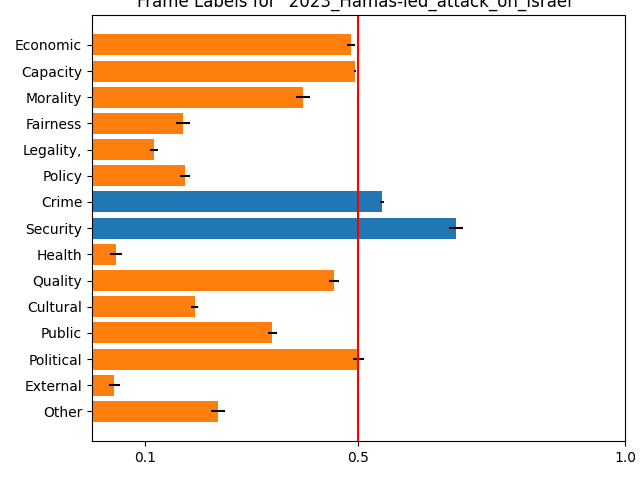 Frame Labels for "2023_Hamas-led_attack_on_Israel"
Economic
Capacity
Morality
Fairness
Legality,
Policy
Crime
Security
Health
Quality
Cultural
Public
Political
External
Other
0.1 0.5 1.0